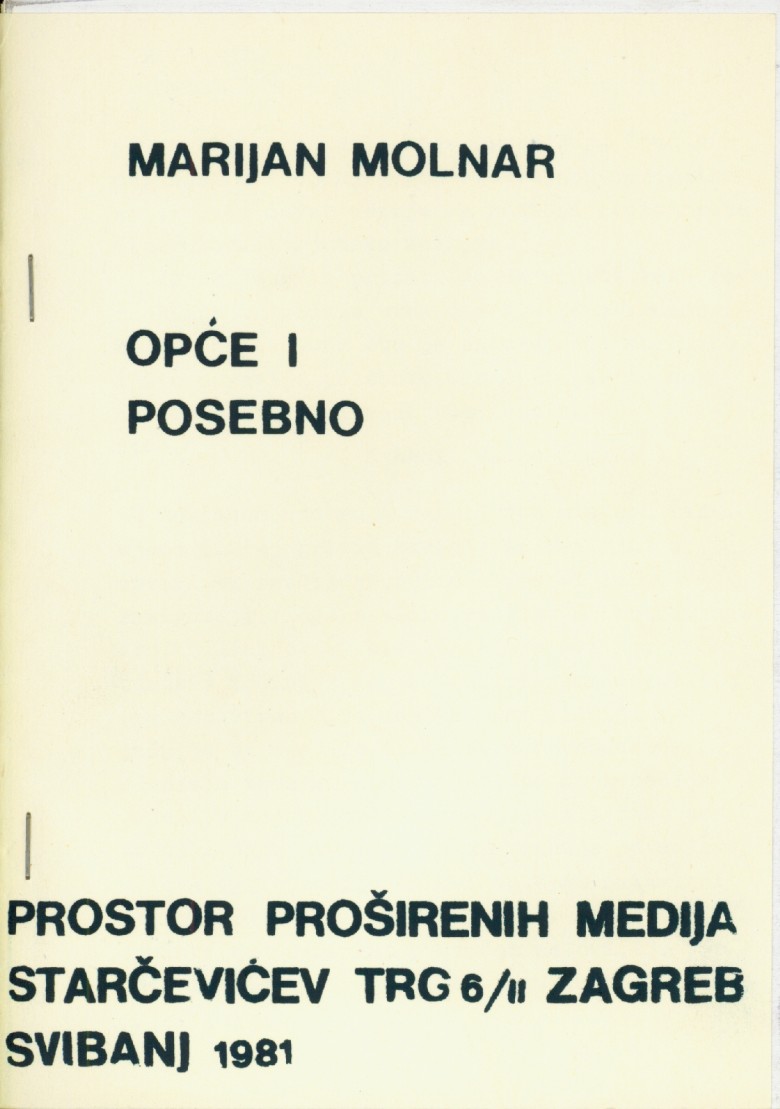 MARIJAN MOLNAR
OPĆE I
POSEBNO
PROSTOR PROŠIRENIH MEDIJA
STARČEVIĆEV TRG 6/II ZAGREB
SVIBANJ 1981